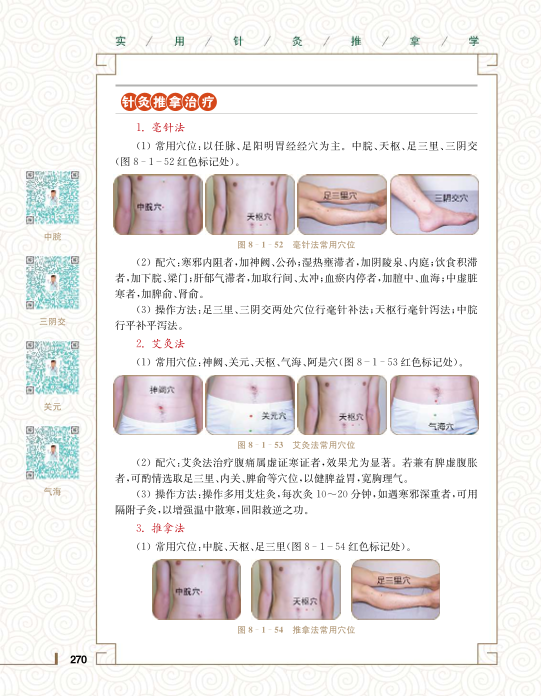 实 / 用 / 针 / 灸 / 推 / 拿 / 学
针灸推拿治疗
1. 毫针法
(1) 常用穴位:以任脉、足阳明胃经经穴为主。中脘、天枢、足三里、三阴交
(图8-1-52红色标记处)。
中脘穴
天枢穴
足三里穴
三阴交穴
图8-1-52 毫针法常用穴位
(2) 配穴:寒邪内阻者,加神阙、公孙;湿热壅滞者,加阴陵泉、内庭;饮食积滞
者,加下脘、梁门;肝郁气滞者,加取行间、太冲;血瘀内停者,加膻中、血海;中虚脏
寒者,加脾俞、肾俞。
(3) 操作方法:足三里、三阴交两处穴位行毫针补法;天枢行毫针泻法;中脘
行平补平泻法。
2. 艾灸法
(1) 常用穴位:神阙、关元、天枢、气海、阿是穴(图8-1-53红色标记处)。
神阙穴
关元穴
天枢穴
气海穴
图8-1-53 艾灸法常用穴位
(2) 配穴:艾灸法治疗腹痛属虚证寒证者,效果尤为显著。若兼有脾虚腹胀
者,可酌情选取足三里、内关、脾俞等穴位,以健脾益胃,宽胸理气。
(3) 操作方法:操作多用艾炷灸,每次灸10~20分钟,如遇寒邪深重者,可用
隔附子灸,以增强温中散寒,回阳救逆之功。
3. 推拿法
(1) 常用穴位:中脘、天枢、足三里(图8-1-54红色标记处)。
中脘穴
天枢穴
足三里穴
图8-1-54 推拿法常用穴位
中脘
三阴交
关元
气海
270